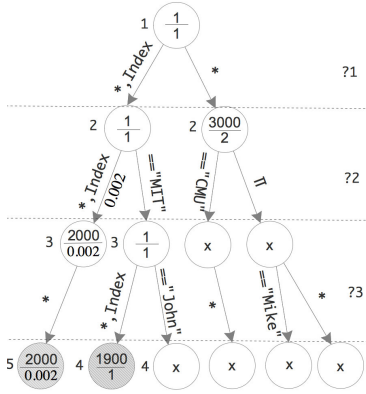 1 1/1
*,Index * ?1
2 1/1 2 3000/2
*,Index 0.002 =="MIT" =="CMU" Π ?2
3 2000/0.002 3 1/1 x x
* *,Index =="John" * =="Mike" * ?3
5 2000/0.002 4 1900/1 4 x x x x